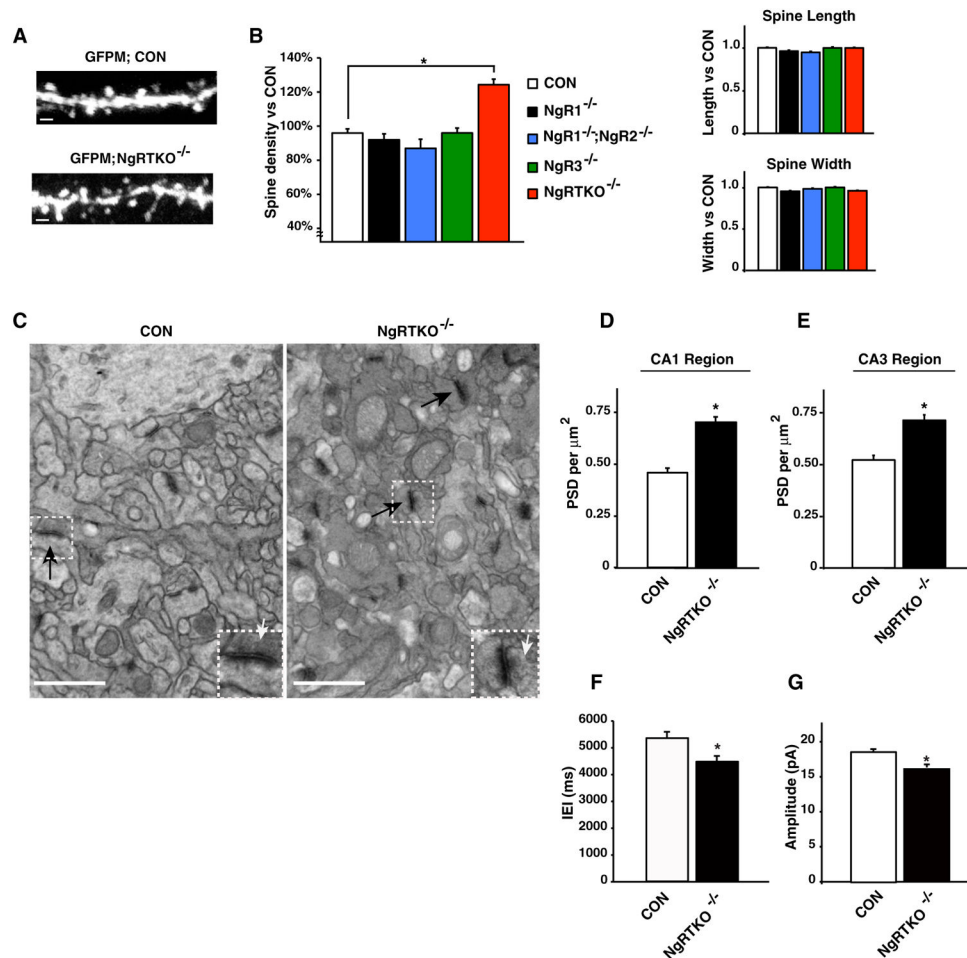 A
GFPM; CON
GFPM;NgRTKO-/-
B
Spine density vs CON
140%
120%
100%
80%
60%
40%
*
CON
NgR1-/-
NgR1-/-;NgR2-/-
NgR3-/-
NgRTKO-/-
Spine Length
Length vs CON
1.0
0.5
0
Spine Width
Width vs CON
1.0
0.5
0
C
CON
NgRTKO-/-
D
CA1 Region
PSD per μm2
0.75
0.50
0.25
0
*
CON
NgRTKO -/-
E
CA3 Region
PSD per μm2
0.75
0.50
0.25
0
*
CON
NgRTKO -/-
F
IEI (ms)
6000
5000
4000
3000
2000
1000
0
*
CON
NgRTKO -/-
G
Amplitude (pA)
20
15
10
5
0
*
CON
NgRTKO -/-